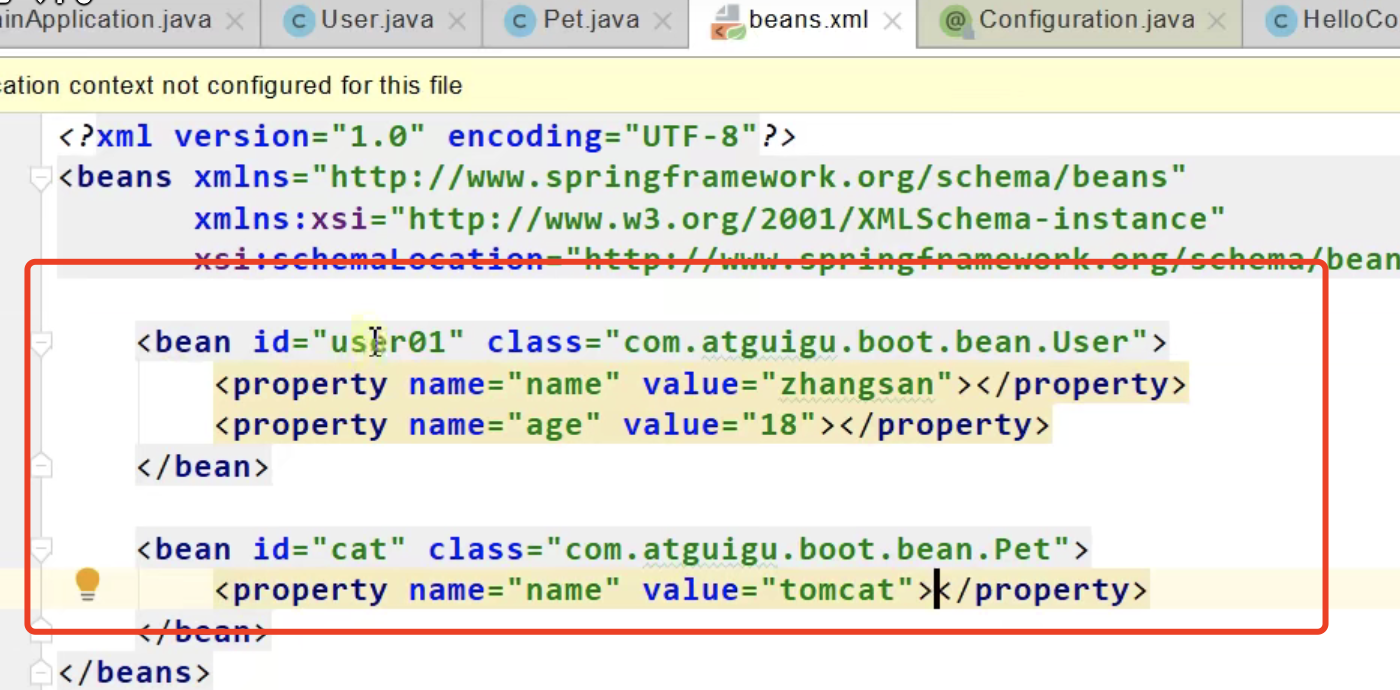 inApplication.java User.java Pet.java beans.xml Configuration.java HelloCo
cation context not configured for this file
<?xml version="1.0" encoding="UTF-8"?>
<beans xmlns="http://www.springframework.org/schema/beans"
xmlns:xsi="http://www.w3.org/2001/XMLSchema-instance"
xsi:schemaLocation="http://www.springframework.org/schema/bean
<bean id="user01" class="com.atguigu.boot.bean.User">
<property name="name" value="zhangsan"></property>
<property name="age" value="18"></property>
</bean>
<bean id="cat" class="com.atguigu.boot.bean.Pet">
<property name="name" value="tomcat"></property>
</bean>
</beans>